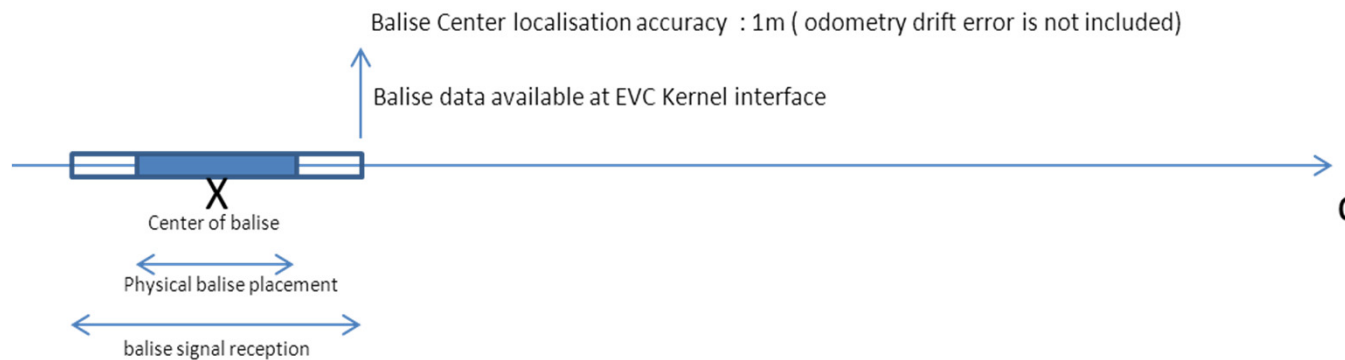 Balise Center localisation accuracy : 1m ( odometry drift error is not included)
Balise data available at EVC Kernel interface
X
Center of balise
Physical balise placement
balise signal reception